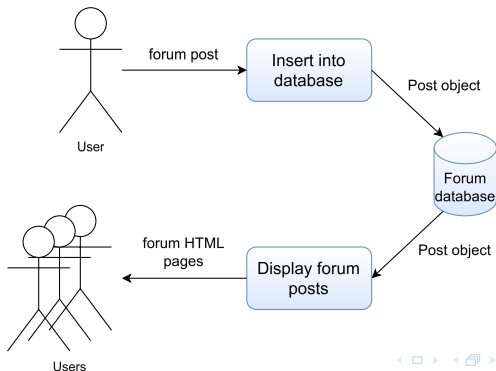 forum post
Insert into
database
Post object
User
Forum
database
forum HTML
pages
Display forum
posts
Post object
Users